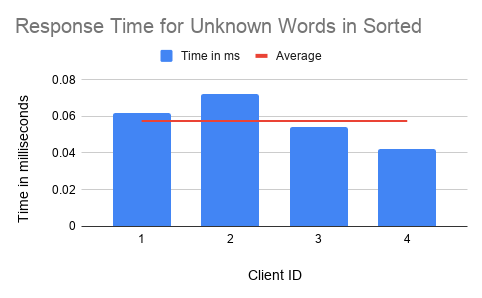 Response Time for Unknown Words in Sorted
Time in ms
Average
Time in milliseconds
0.08
0.06
0.04
0.02
0
1 2 3 4
Client ID